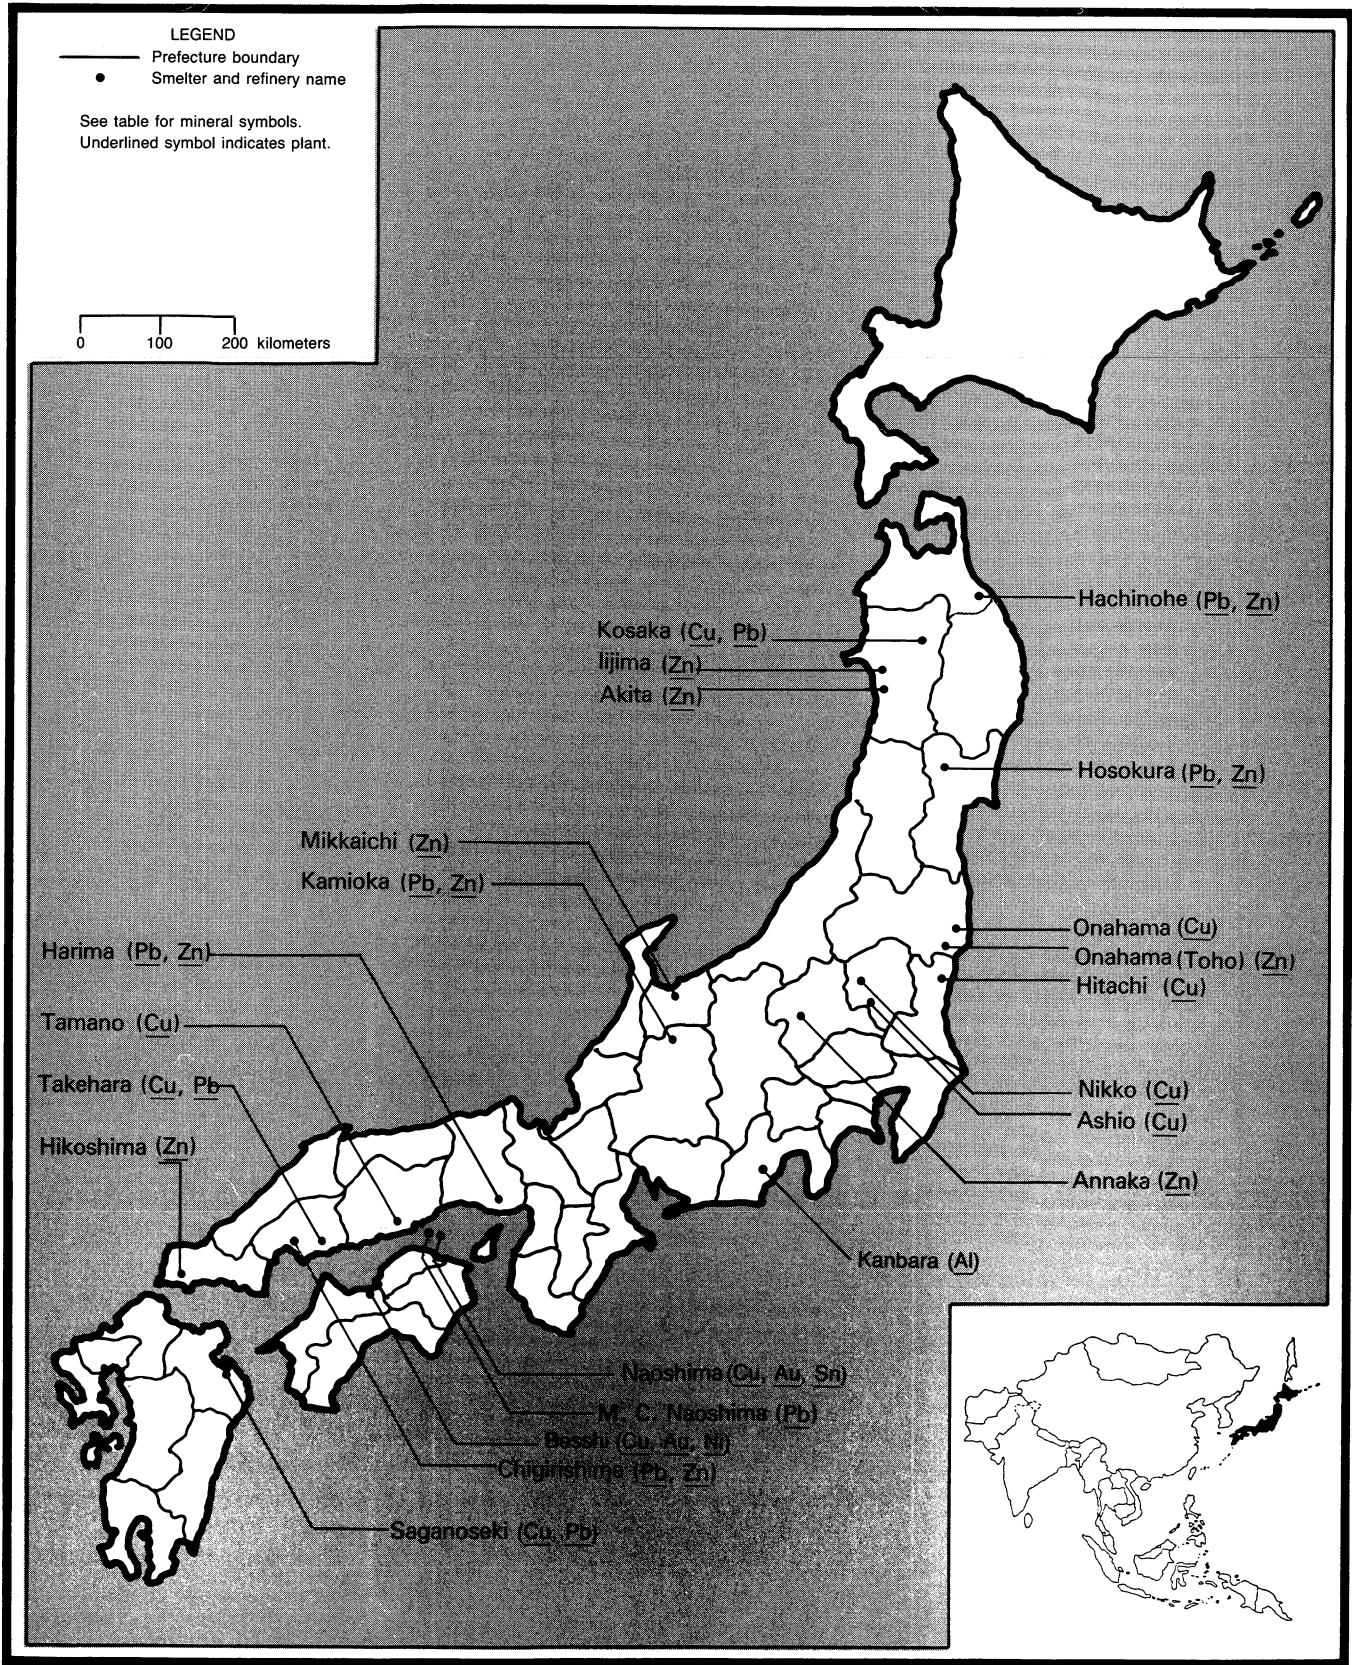 LEGEND
Prefecture boundary
Smelter and refinery name
See table for mineral symbols.
Underlined symbol indicates plant.
0 100 200 kilometers
Hachinohe (Pb, Zn)
Kosaka (Cu, Pb)
Iijima (Zn)
Akita (Zn)
Hosokura (Pb, Zn)
Mikkaichi (Zn)
Kamioka (Pb, Zn)
Onahama (Cu)
Harima (Pb, Zn)
Onahama (Toho) (Zn)
Hitachi (Cu)
Tamano (Cu)
Takehara (Cu, Pb
Nikko (Cu)
Ashio (Cu)
Hikoshima (Zn)
Annaka (Zn)
Kanbara (Al)
Naoshima (Cu, Au, Sn)
M. C. Naoshima (Pb)
Besshi (Cu, Au, Ni)
Chigirishima (Pb, Zn)
Saganoseki (Cu, Pb)